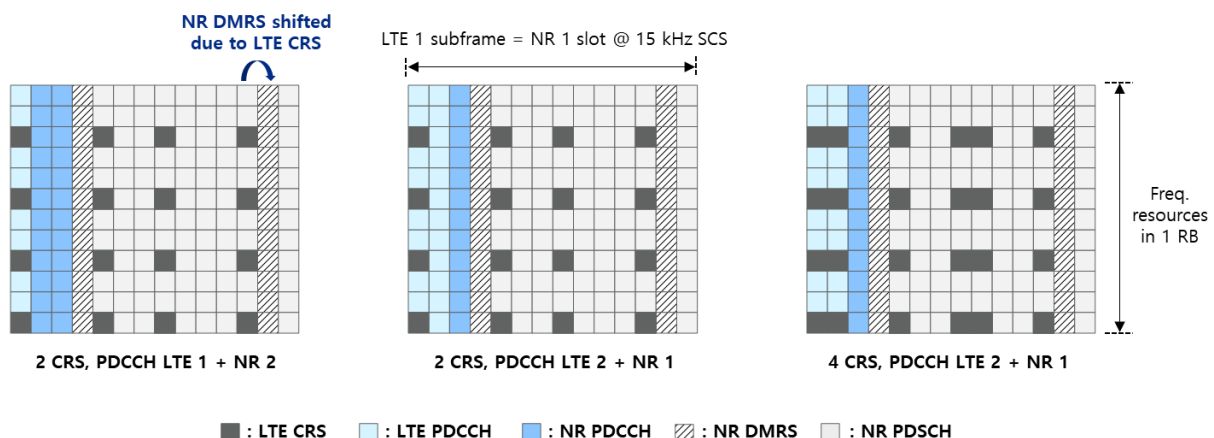 NR DMRS shifted
due to LTE CRS
LTE 1 subframe = NR 1 slot @ 15 kHz SCS
Freq.
resources
in 1 RB
2 CRS, PDCCH LTE 1 + NR 2
2 CRS, PDCCH LTE 2 + NR 1
4 CRS, PDCCH LTE 2 + NR 1
: LTE CRS : LTE PDCCH : NR PDCCH : NR DMRS : NR PDSCH